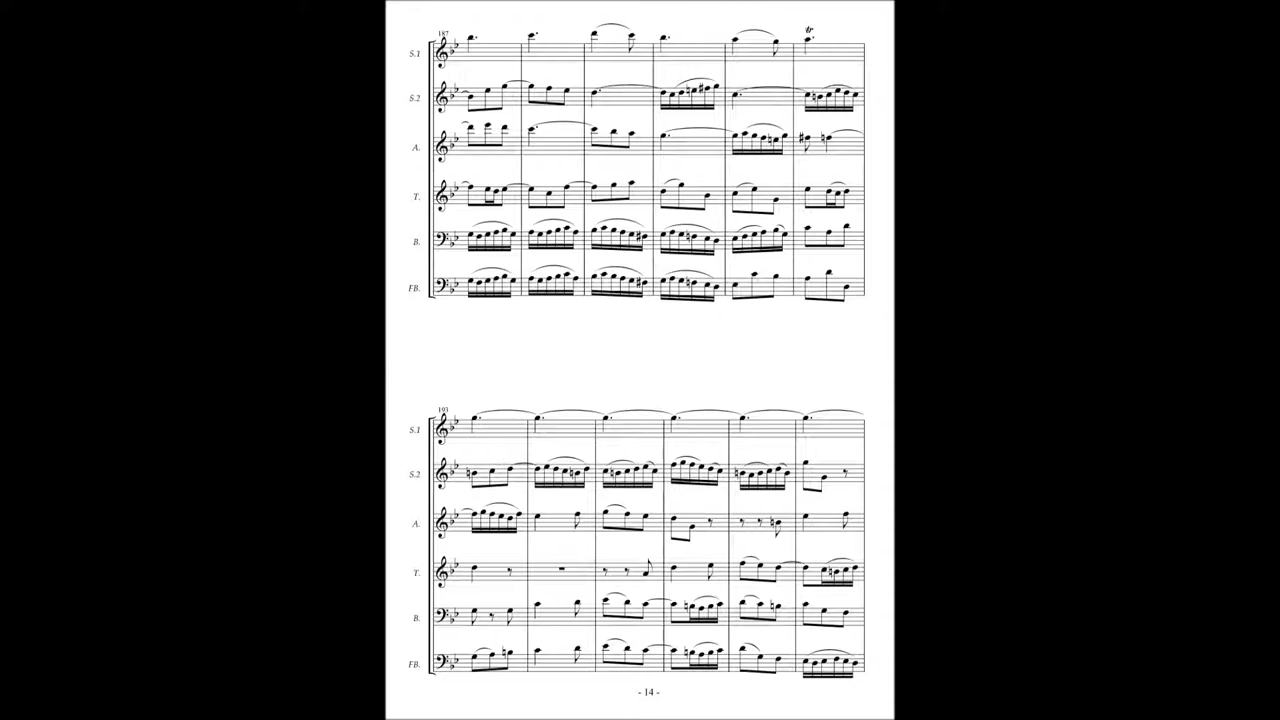 187
tr
S.1
S.2
A.
T.
B.
FB.
193
S.1
S.2
A.
T.
B.
FB.
- 14 -